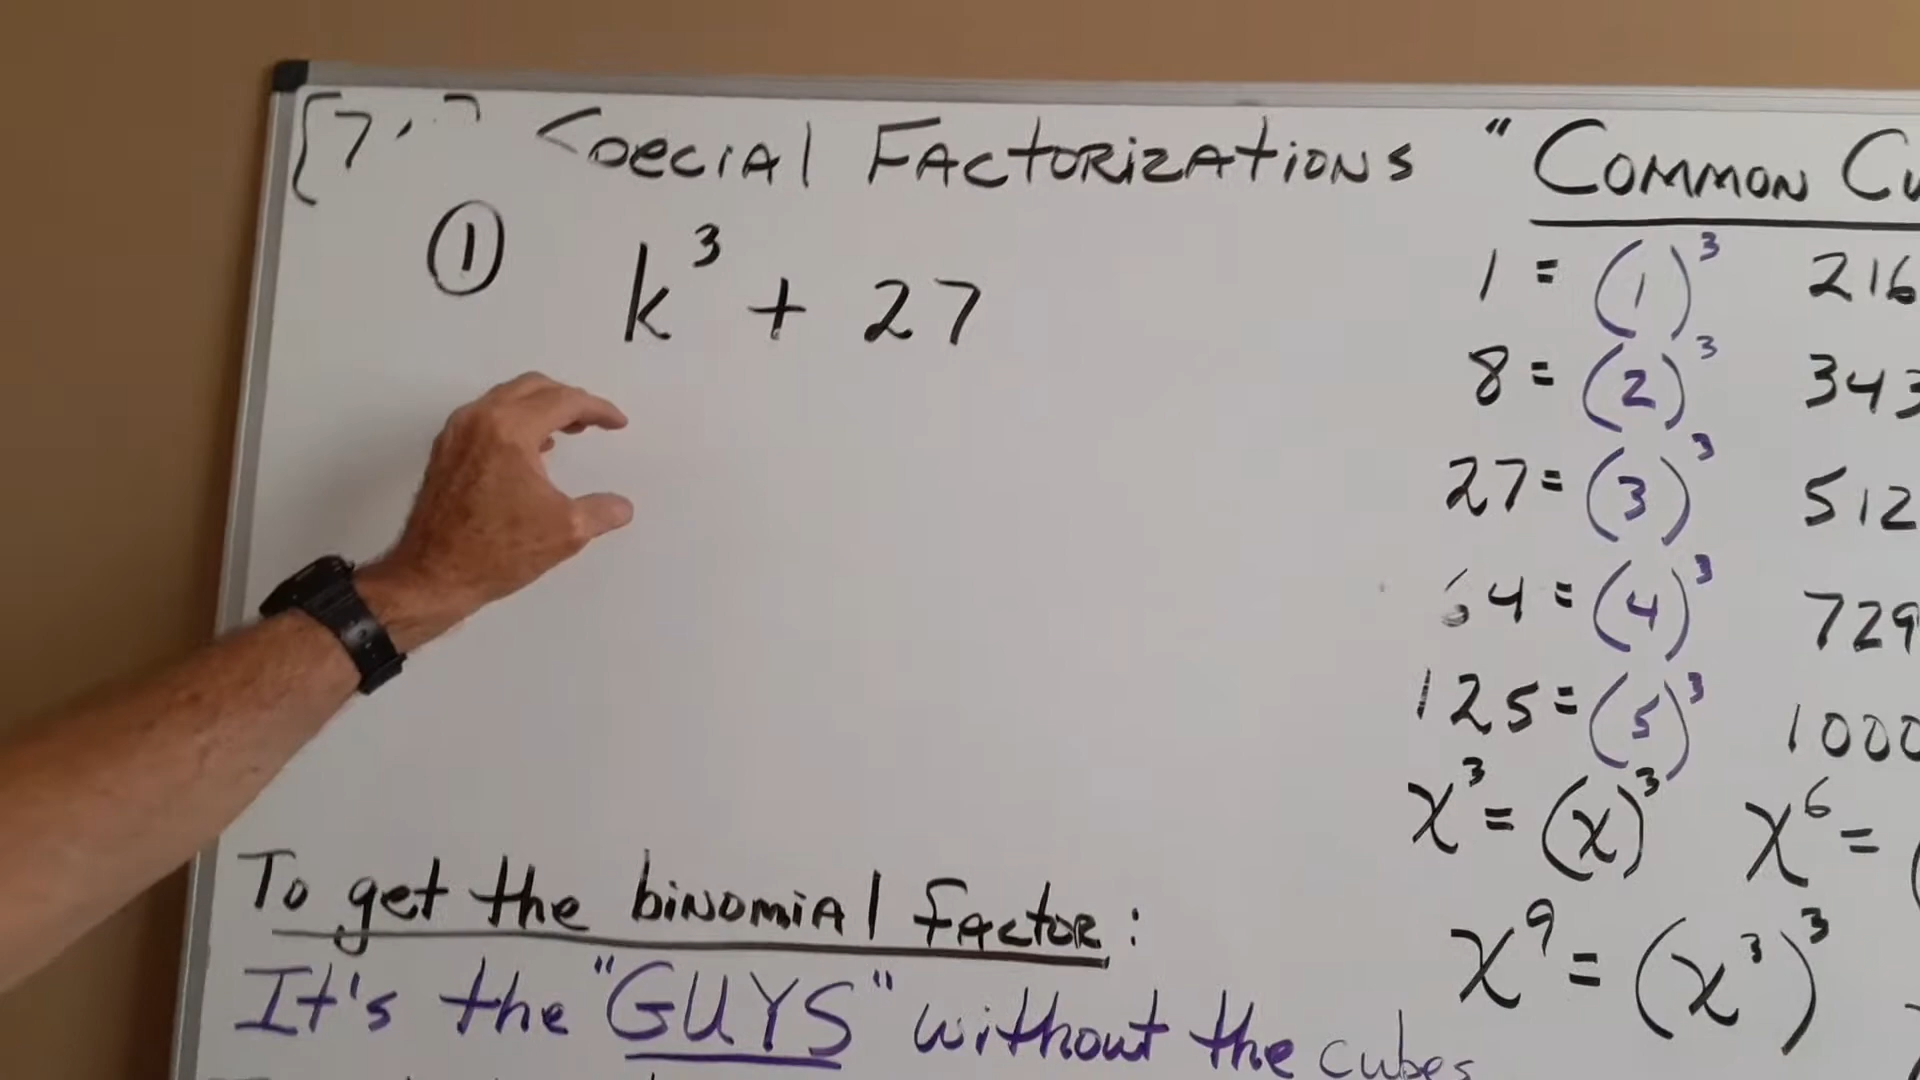 Special Factorizations
① k³ + 27
"Common
1 = (1)³ 216
8 = (2)³ 343
27 = (3)³ 512
64 = (4)³ 729
125 = (5)³ 1000
x³ = (x)³ x⁶ = (
x⁹ = (x³)³
To get the binomial factor:
It's the "GUYS" without the cubes